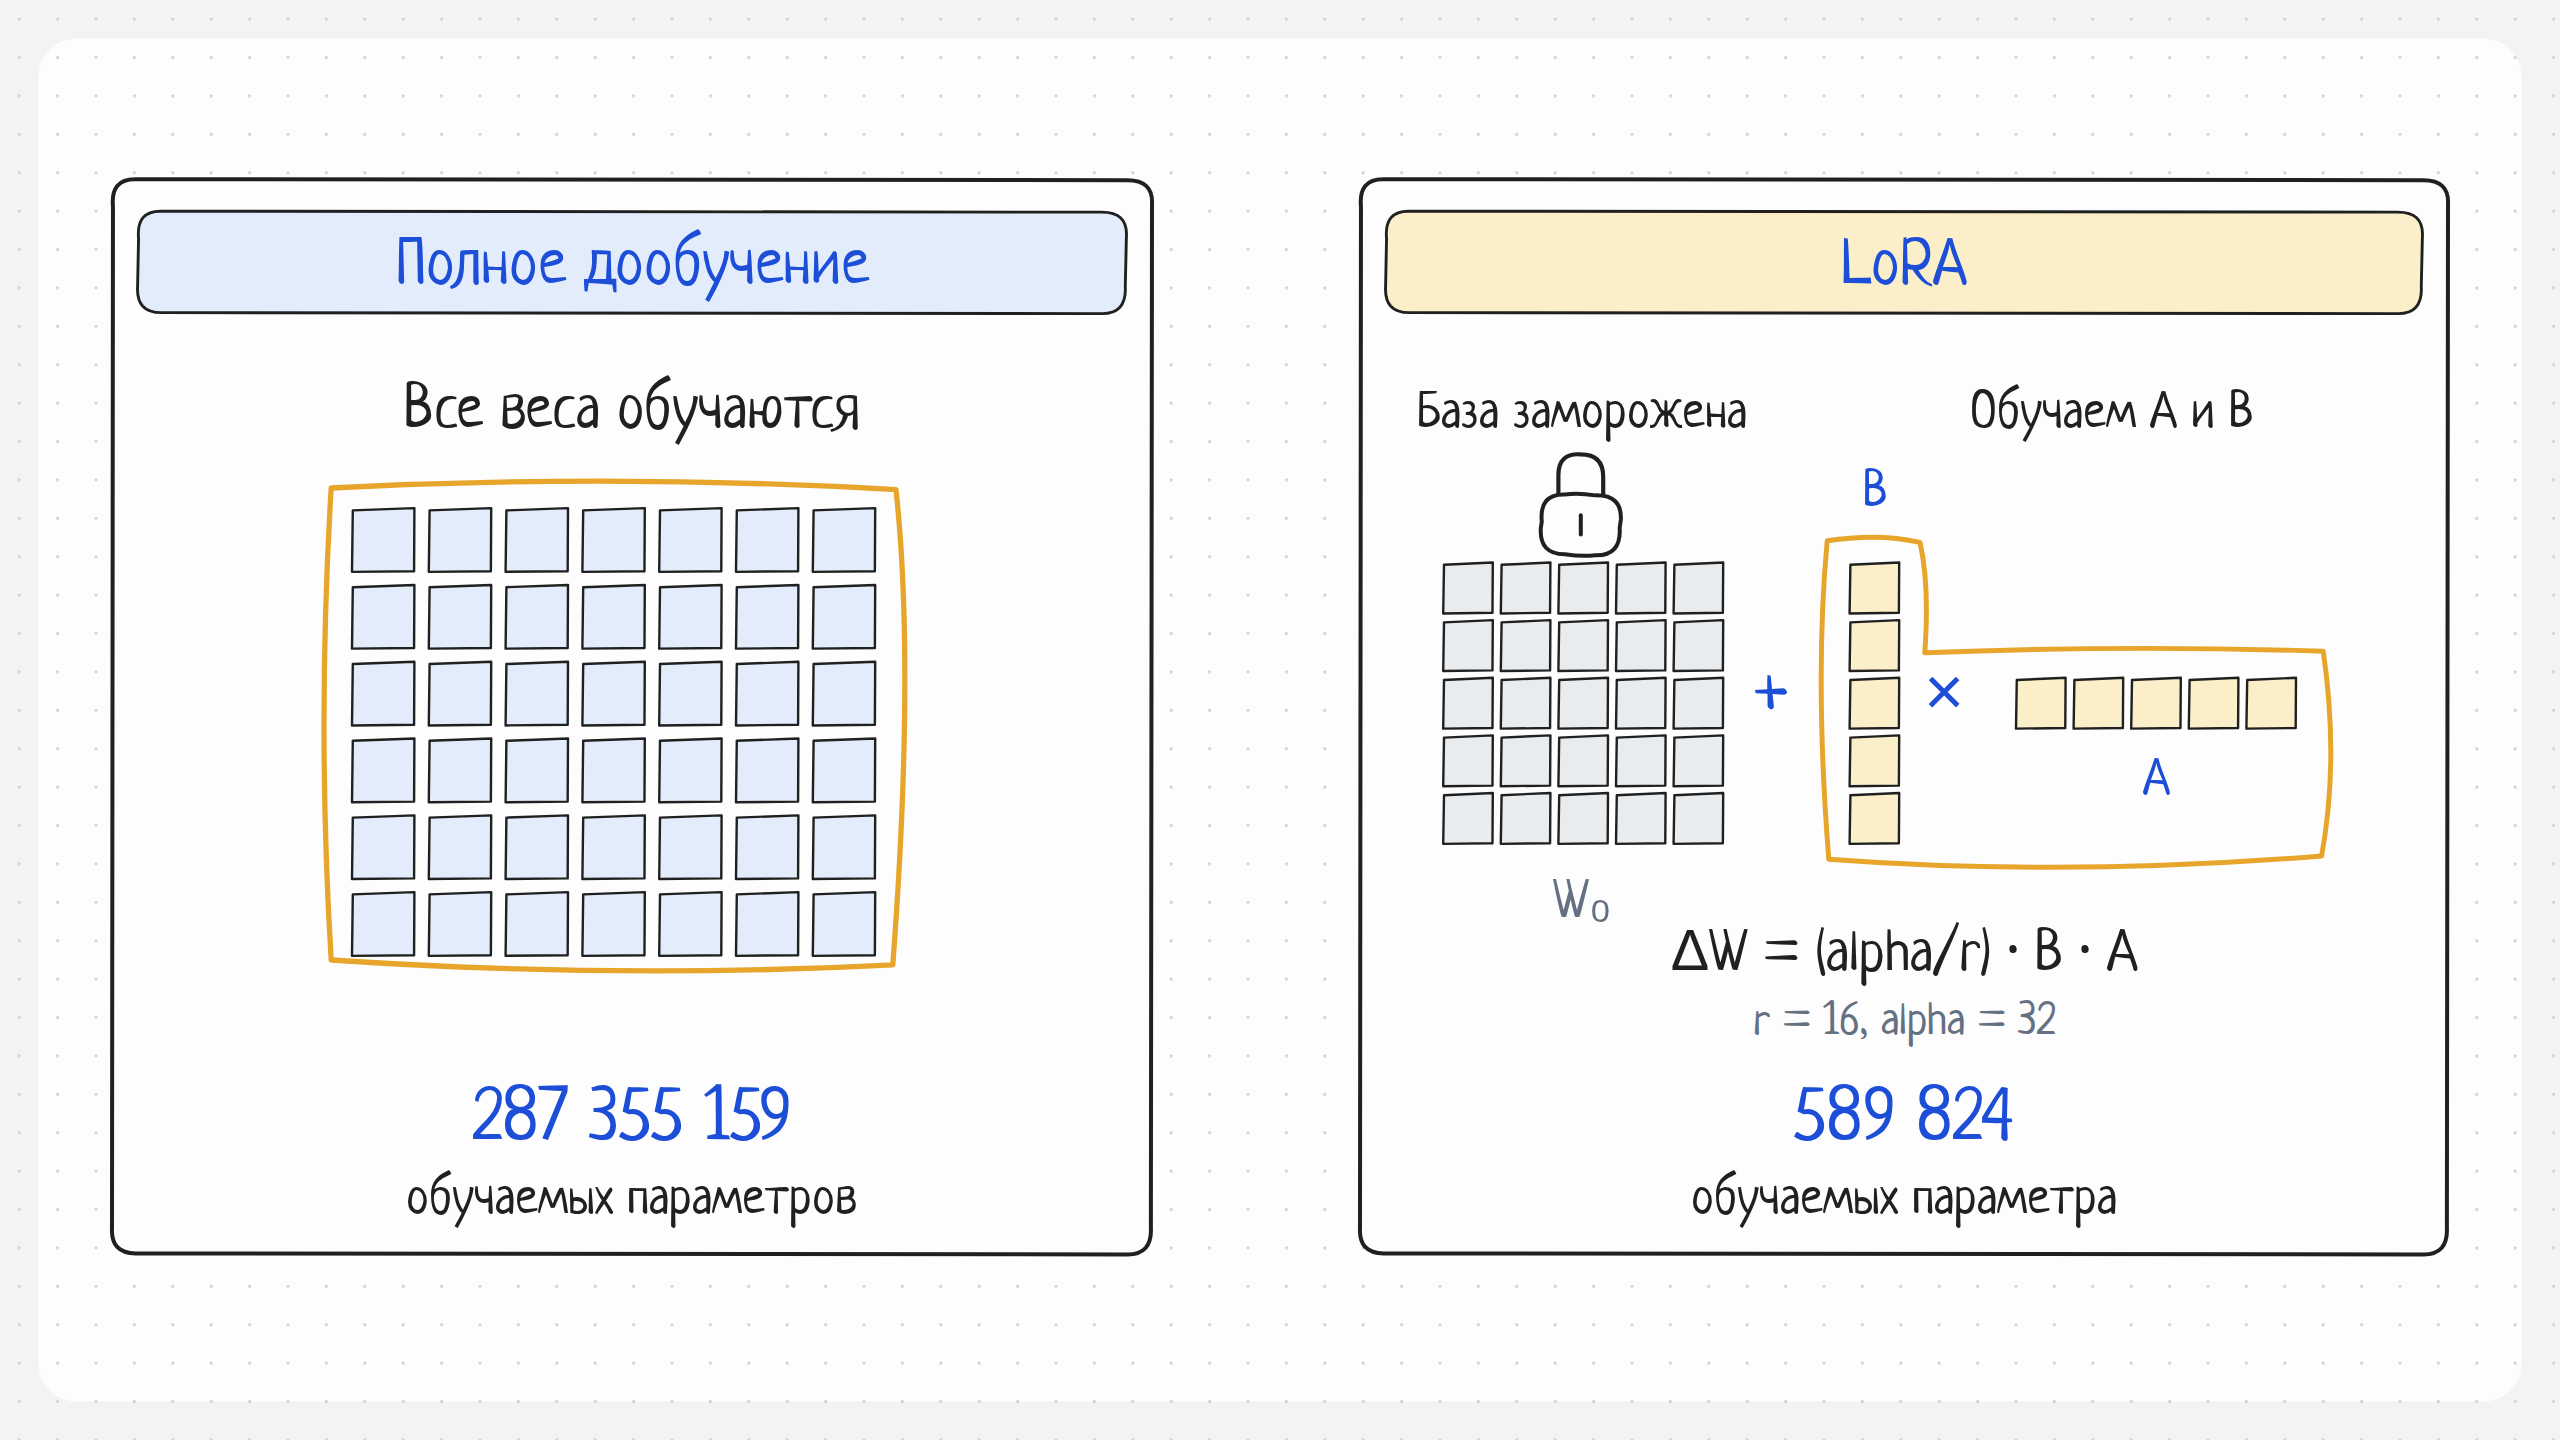 Полное дообучение
Все веса обучаются
287 355 159
обучаемых параметров
LoRA
База заморожена
Обучаем A и B
B
+
×
A
W₀
ΔW = (alpha/r) · B · A
r = 16, alpha = 32
589 824
обучаемых параметра